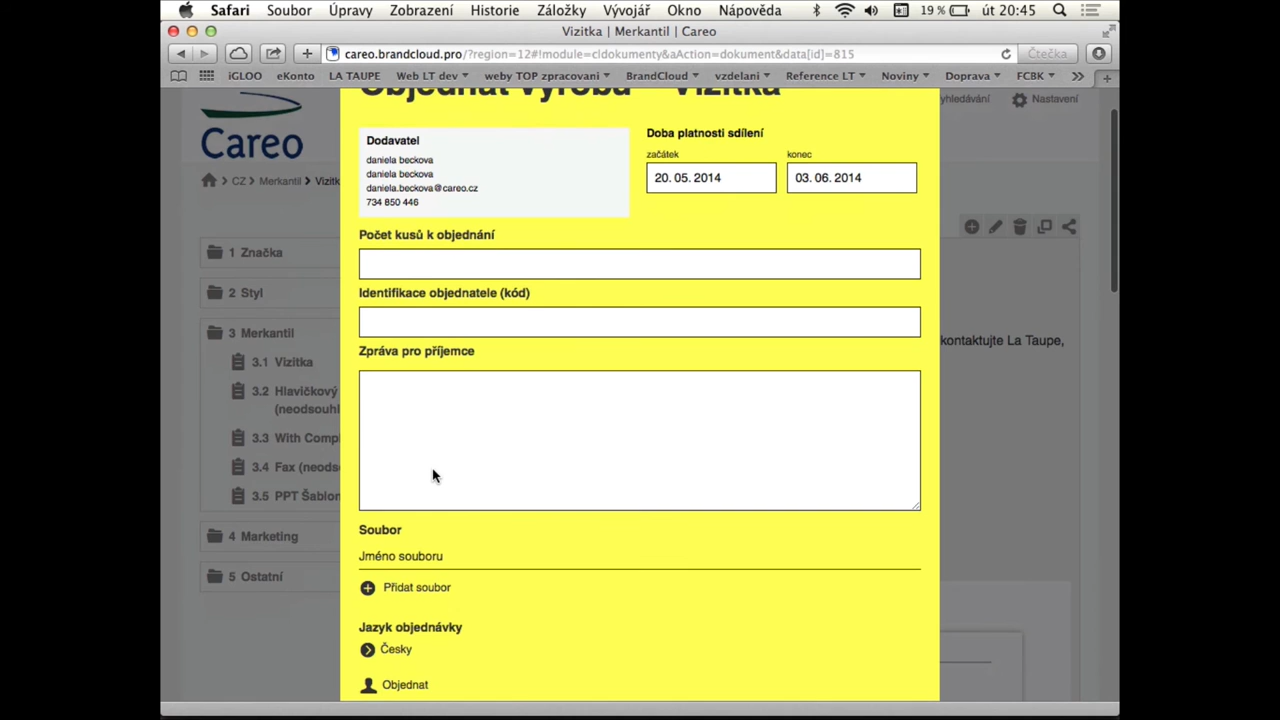 Safari Soubor Úpravy Zobrazení Historie Záložky Vývojář Okno Nápověda 19 % út 20:45
Vizitka | Merkantil | Careo
careo.brandcloud.pro/?region=12#!module=cldokumenty&aAction=dokument&data[id]=815 Čtečka
iGLOO eKonto LA TAUPE Web LT dev weby TOP zpracovani BrandCloud vzdelani Reference LT Noviny Doprava FCBK
Objednat výrobu - Vizitka
yhledávání Nastavení
Careo
CZ > Merkantil > Vizitk
Dodavatel
daniela beckova
daniela beckova
daniela.beckova@careo.cz
734 850 446
Doba platnosti sdílení
začátek konec
20. 05. 2014 03. 06. 2014
Počet kusů k objednání
Identifikace objednatele (kód)
Zpráva pro příjemce
1 Značka
2 Styl
3 Merkantil
3.1 Vizitka
3.2 Hlavičkový
(neodsouhl
3.3 With Compl
3.4 Fax (neods
3.5 PPT Šablon
4 Marketing
5 Ostatní
kontaktujte La Taupe,
Soubor
Jméno souboru
Přidat soubor
Jazyk objednávky
Česky
Objednat